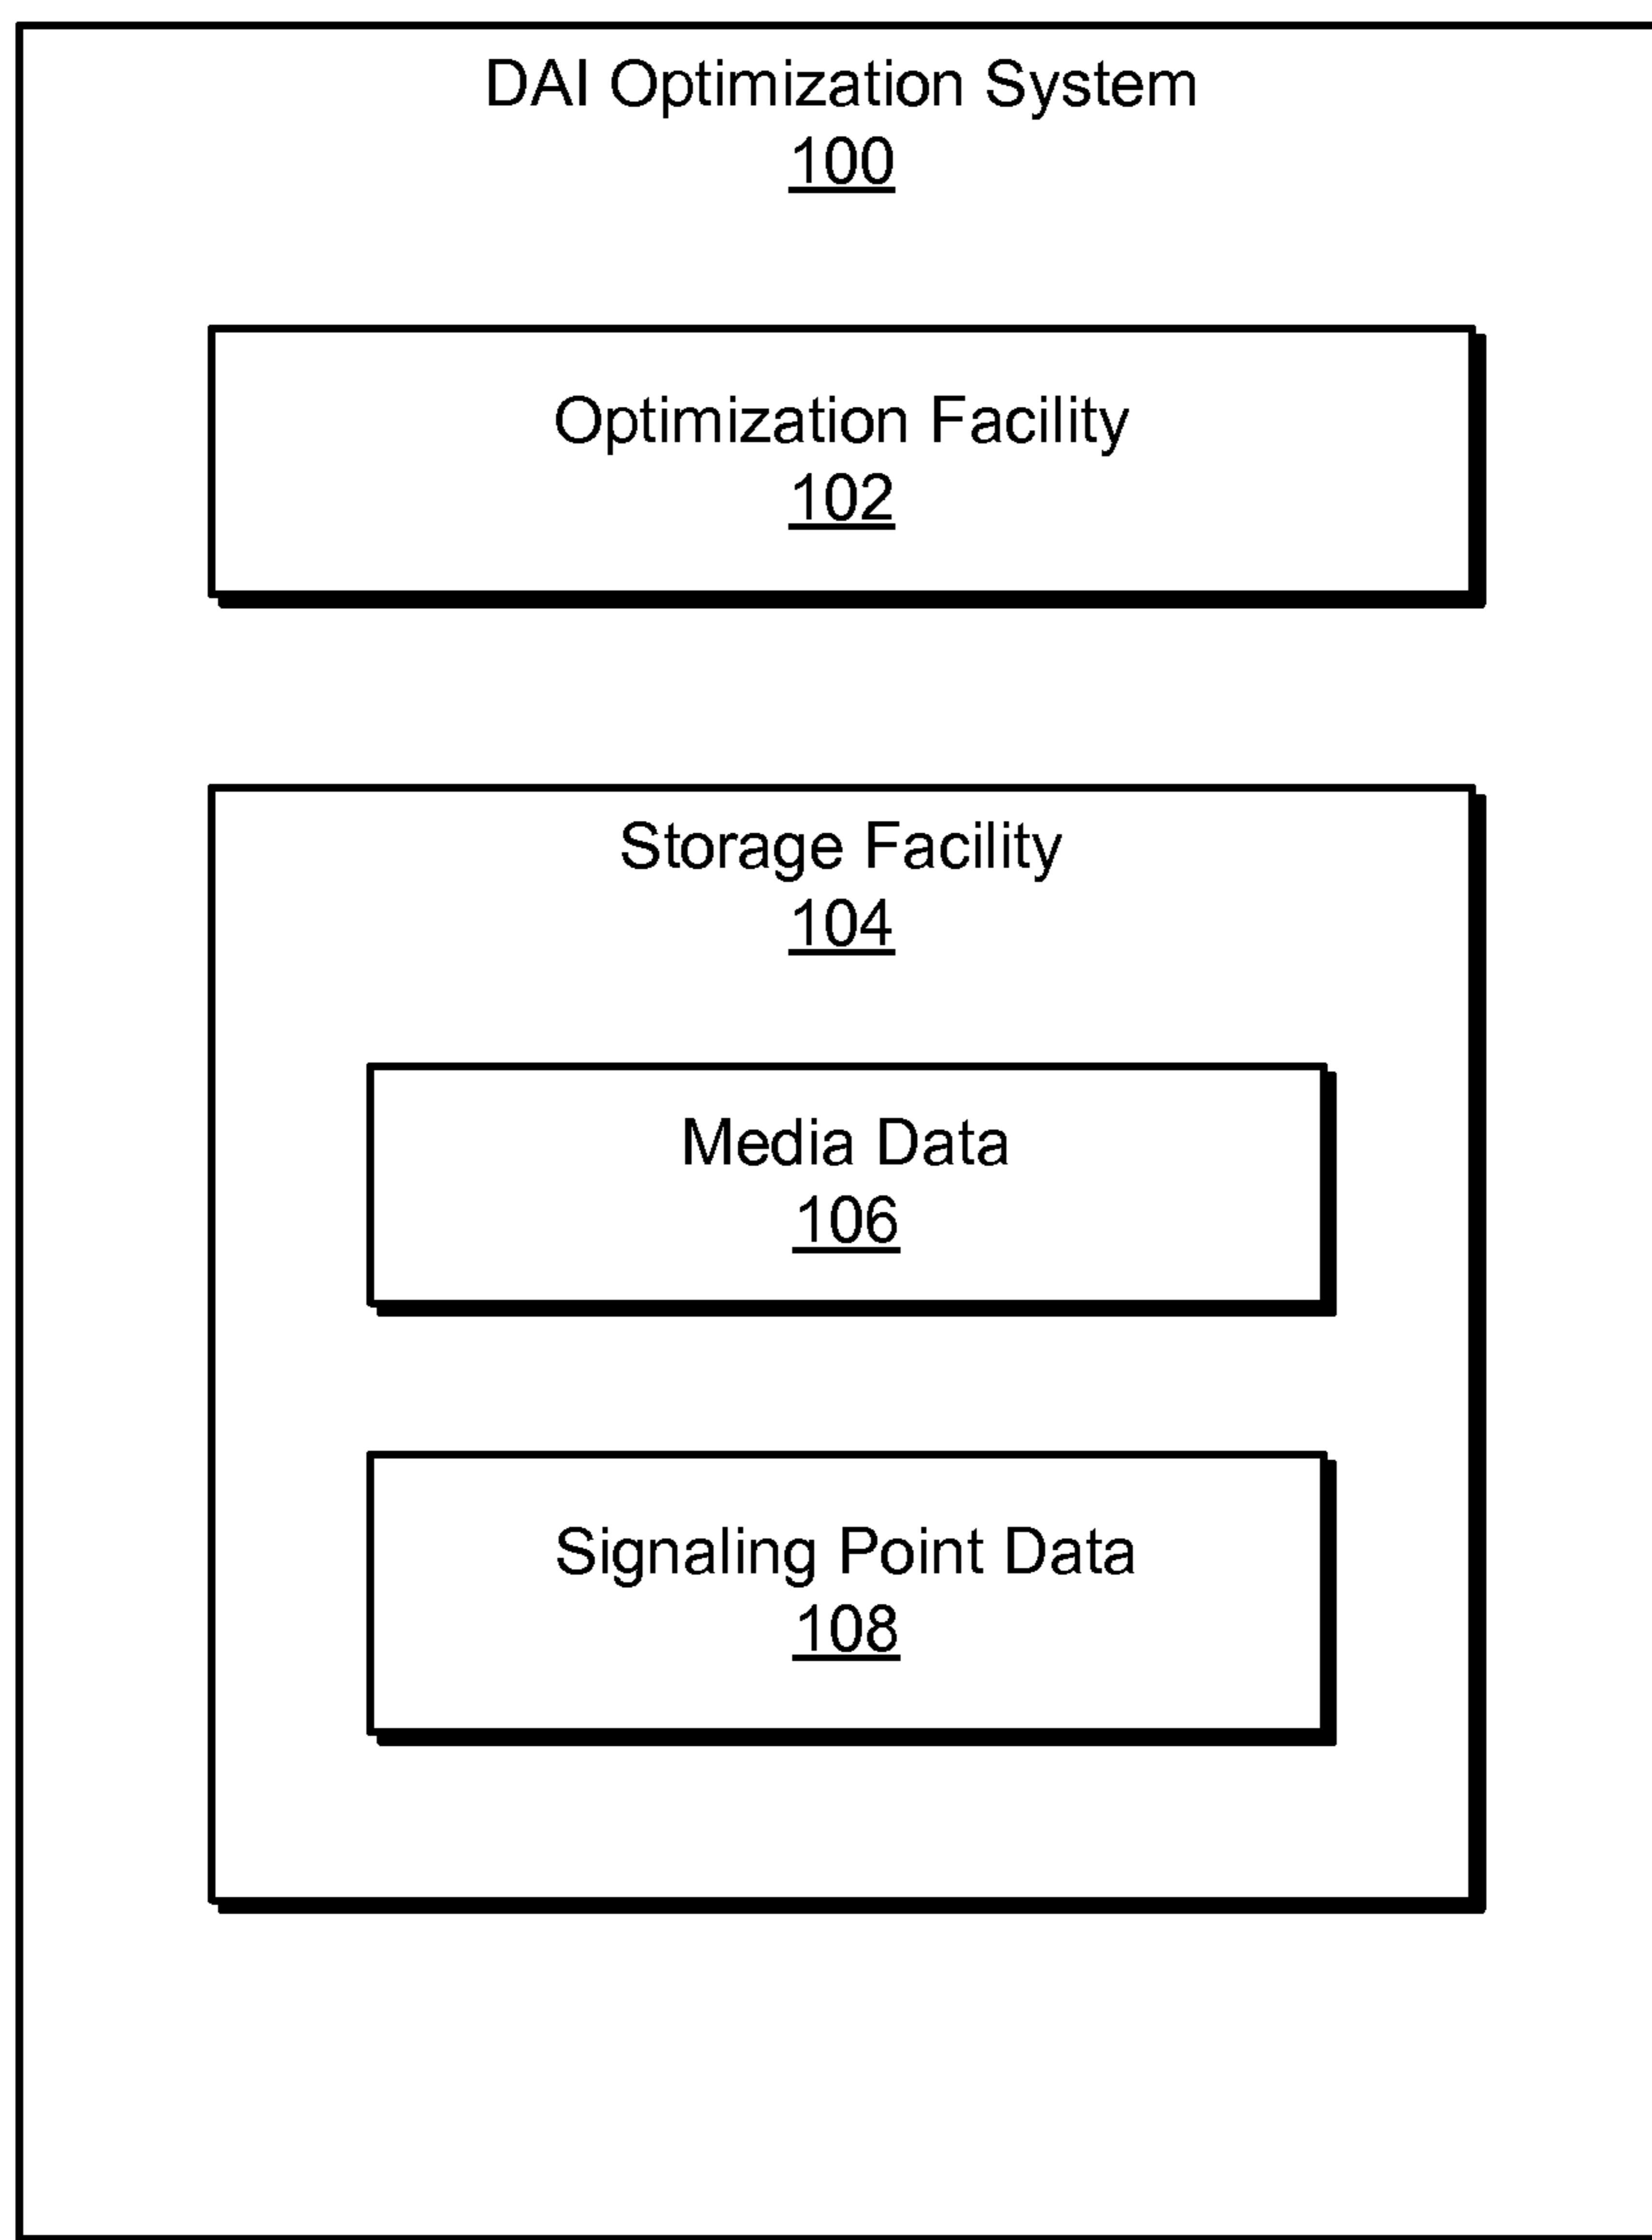 DAI Optimization System
100
Optimization Facility
102
Storage Facility
104
Media Data
106
Signaling Point Data
108